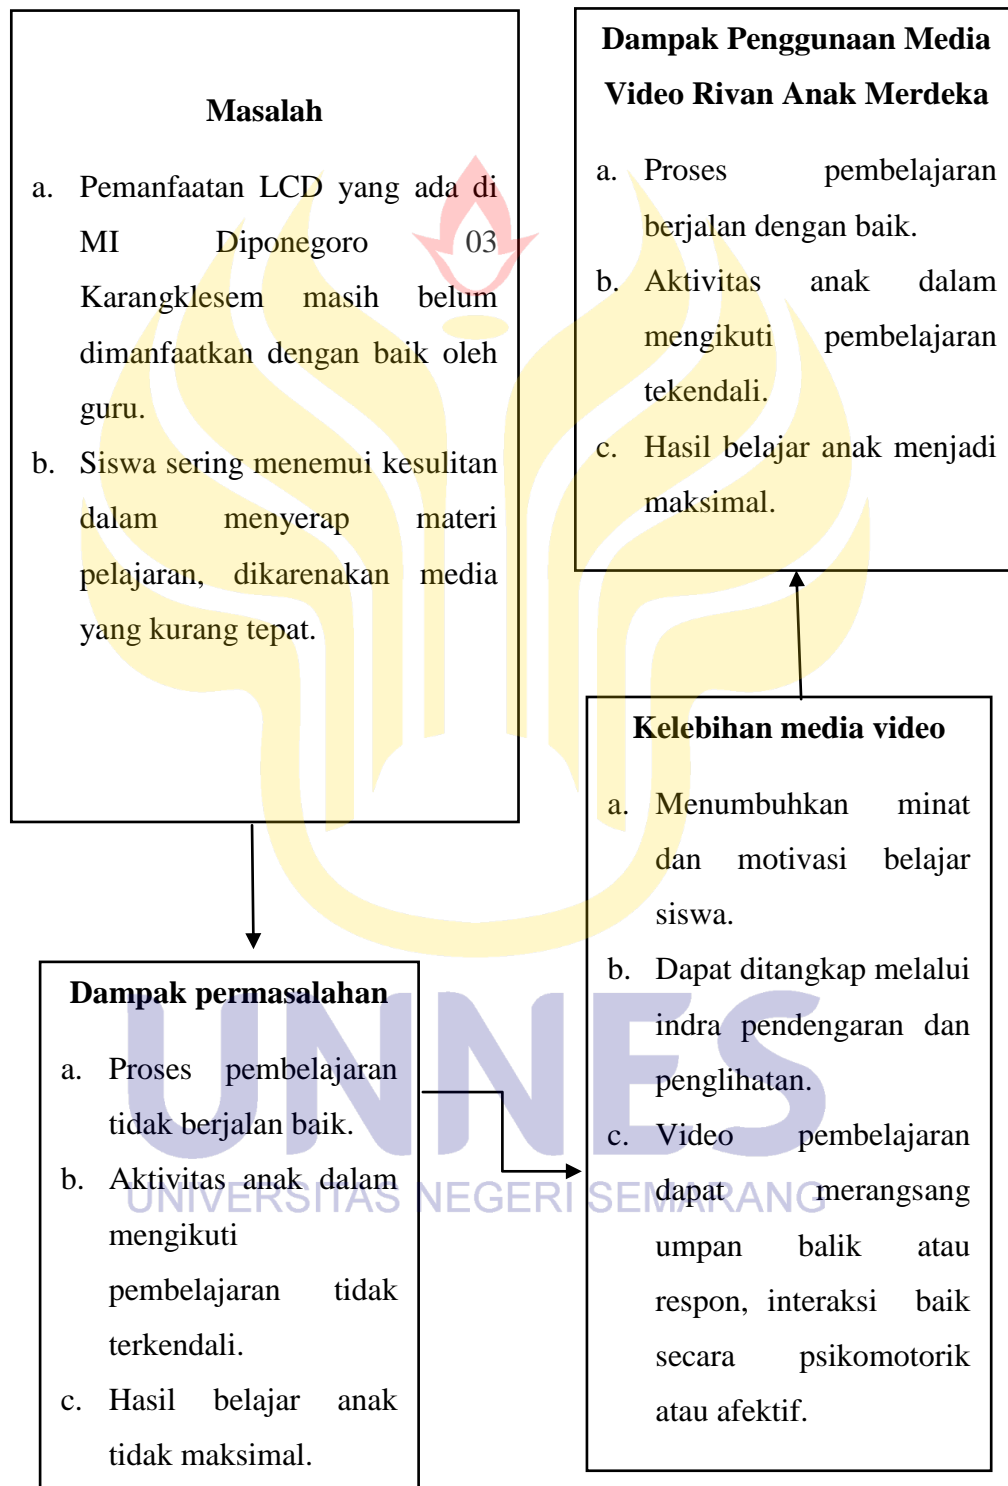 Masalah
a. Pemanfaatan LCD yang ada di
MI Diponegoro 03
Karangklesem masih belum
dimanfaatkan dengan baik oleh
guru.
b. Siswa sering menemui kesulitan
dalam menyerap materi
pelajaran, dikarenakan media
yang kurang tepat.
Dampak permasalahan
a. Proses pembelajaran
tidak berjalan baik.
b. Aktivitas anak dalam
mengikuti
pembelajaran tidak
terkendali.
c. Hasil belajar anak
tidak maksimal.
Kelebihan media video
a. Menumbuhkan minat
dan motivasi belajar
siswa.
b. Dapat ditangkap melalui
indra pendengaran dan
penglihatan.
c. Video pembelajaran
dapat merangsang
umpan balik atau
respon, interaksi baik
secara psikomotorik
atau afektif.
Dampak Penggunaan Media
Video Rivan Anak Merdeka
a. Proses pembelajaran
berjalan dengan baik.
b. Aktivitas anak dalam
mengikuti pembelajaran
tekendali.
c. Hasil belajar anak menjadi
maksimal.
UNNES
UNIVERSITAS NEGERI SEMARANG